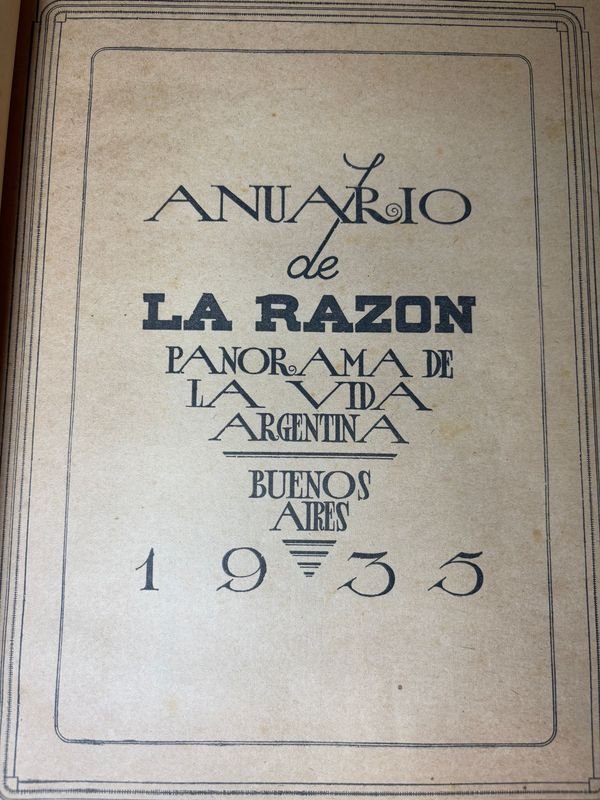 ANUARIO
de
LA RAZON
PANORAMA DE
LA VIDA
ARGENTINA
BUENOS
AIRES
1935